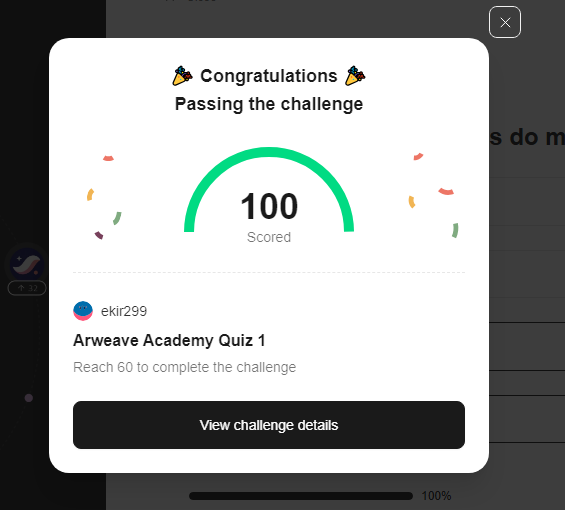 Congratulations
Passing the challenge
s do m
100
Scored
32
ekir299
Arweave Academy Quiz 1
Reach 60 to complete the challenge
View challenge details
100%